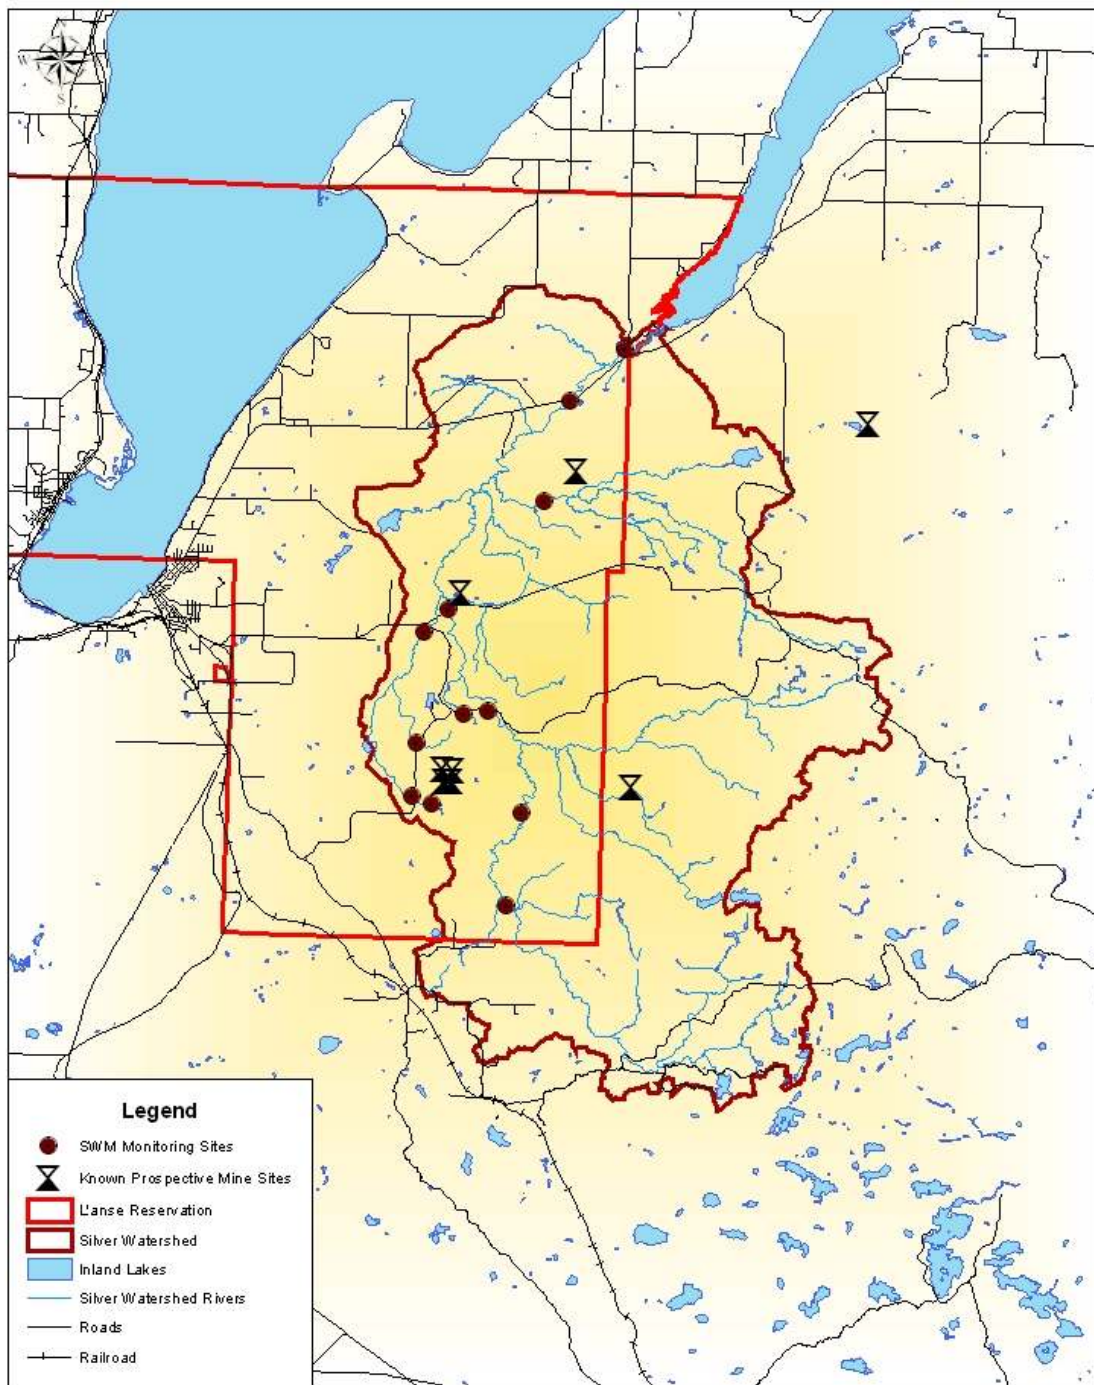 W
S
Legend
SWM Monitoring Sites
Known Prospective Mine Sites
L'anse Reservation
Silver Watershed
Inland Lakes
Silver Watershed Rivers
Roads
Railroad